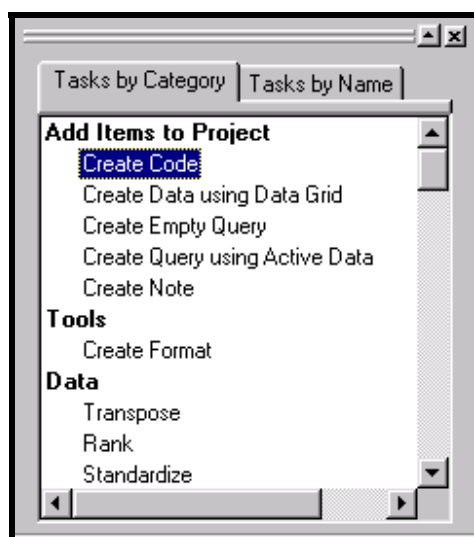 Tasks by Category Tasks by Name
Add Items to Project
Create Code
Create Data using Data Grid
Create Empty Query
Create Query using Active Data
Create Note
Tools
Create Format
Data
Transpose
Rank
Standardize